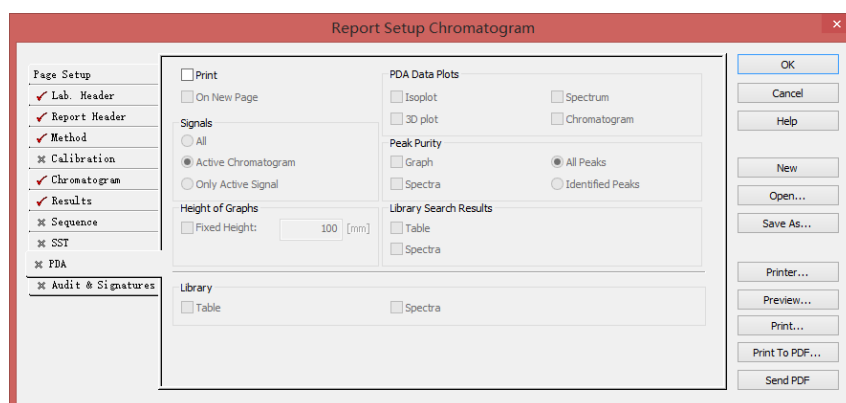 Report Setup Chromatogram
Page Setup
Lab. Header
Report Header
Method
Calibration
Chromatogram
Results
Sequence
SST
PDA
Audit & Signatures
Print
On New Page
Signals
All
Active Chromatogram
Only Active Signal
Height of Graphs
Fixed Height: 100 [mm]
PDA Data Plots
Isoplot Spectrum
3D plot Chromatogram
Peak Purity
Graph All Peaks
Spectra Identified Peaks
Library Search Results
Table
Spectra
Library
Table Spectra
OK
Cancel
Help
New
Open...
Save As...
Printer...
Preview...
Print...
Print To PDF...
Send PDF